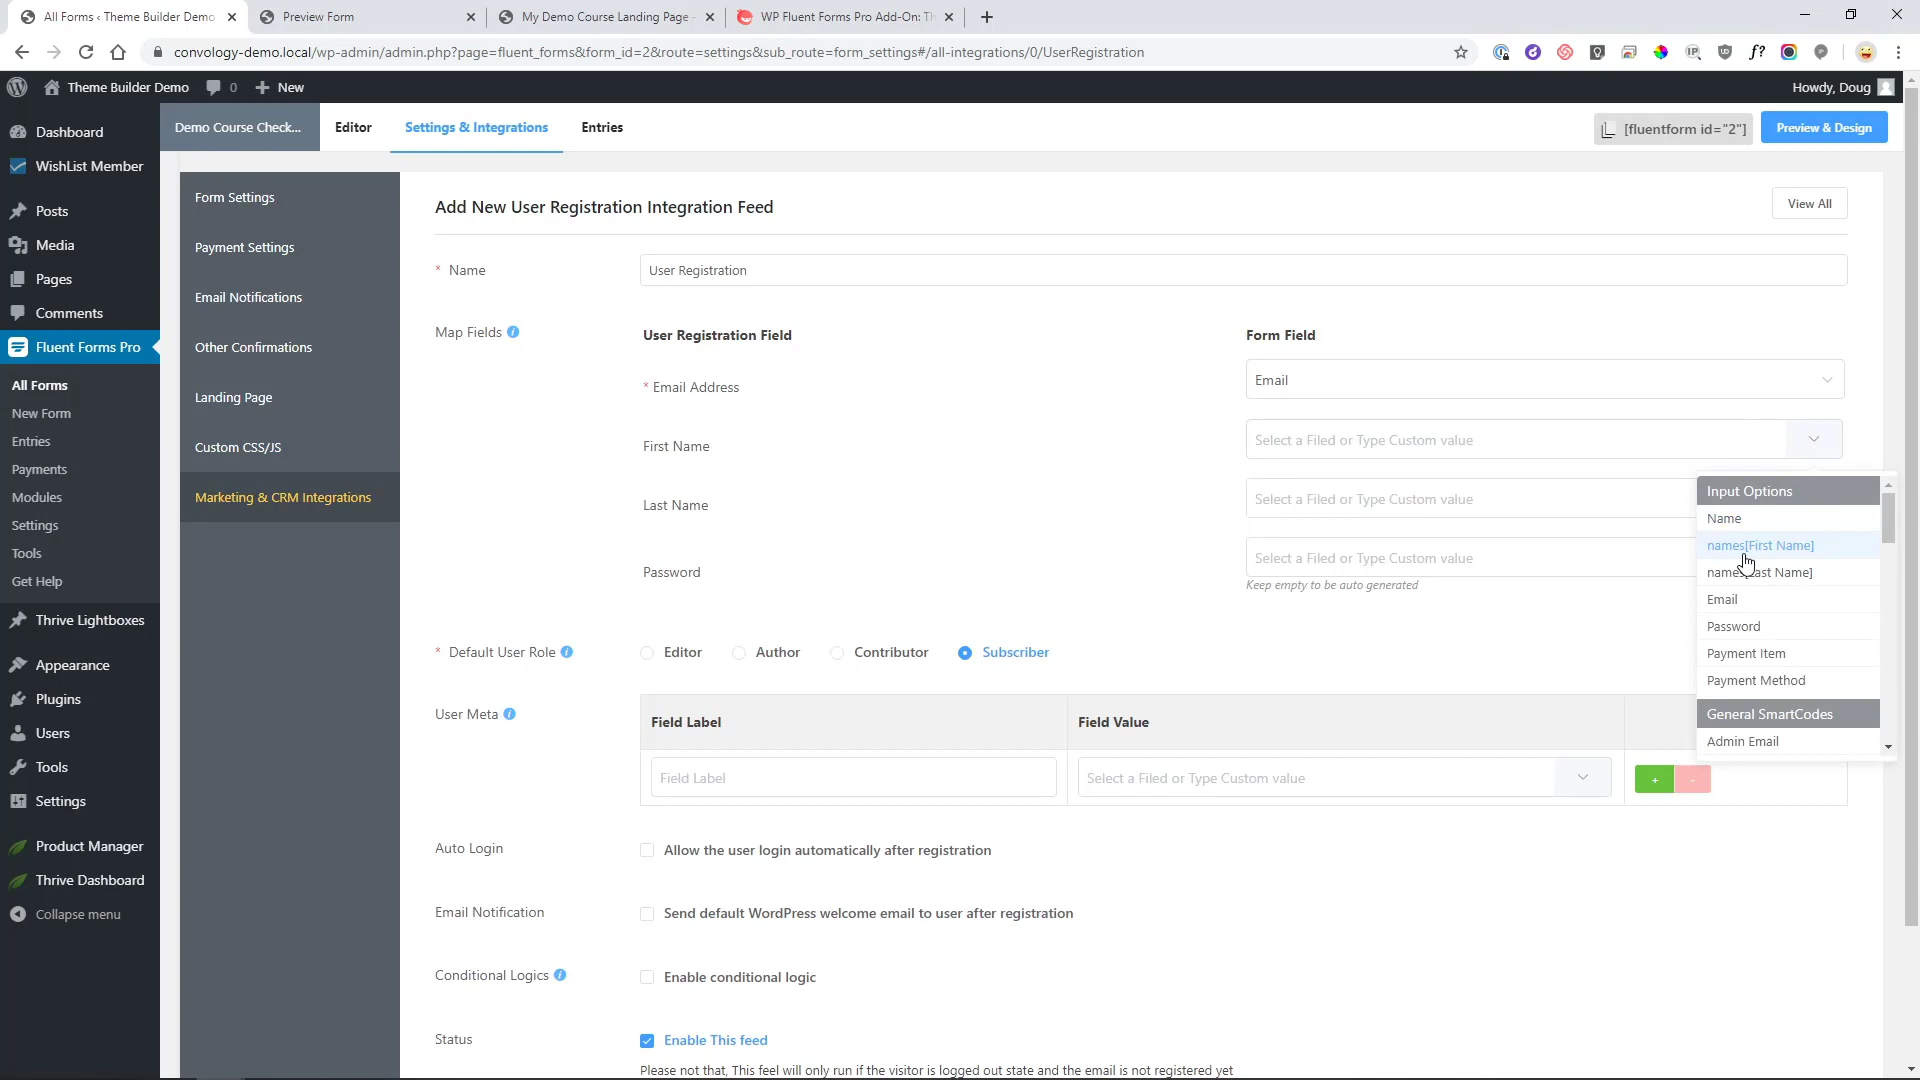 All Forms ‹ Theme Builder Demo
Preview Form
My Demo Course Landing Page -
WP Fluent Forms Pro Add-On: Th
convology-demo.local/wp-admin/admin.php?page=fluent_forms&form_id=2&route=settings&sub_route=form_settings#/all-integrations/0/UserRegistration
Theme Builder Demo
0
New
Howdy, Doug
Dashboard
WishList Member
Posts
Media
Pages
Comments
Fluent Forms Pro
All Forms
New Form
Entries
Payments
Modules
Settings
Tools
Get Help
Thrive Lightboxes
Appearance
Plugins
Users
Tools
Settings
Product Manager
Thrive Dashboard
Collapse menu
Demo Course Check...
Editor
Settings & Integrations
Entries
[fluentform id="2"]
Preview & Design
Form Settings
Payment Settings
Email Notifications
Other Confirmations
Landing Page
Custom CSS/JS
Marketing & CRM Integrations
Add New User Registration Integration Feed
View All
* Name
User Registration
Map Fields
User Registration Field
Form Field
* Email Address
Email
First Name
Select a Filed or Type Custom value
Last Name
Select a Filed or Type Custom value
Password
Select a Filed or Type Custom value
Keep empty to be auto generated
Input Options
Name
names[First Name]
names[Last Name]
Email
Password
Payment Item
Payment Method
General SmartCodes
Admin Email
* Default User Role
Editor
Author
Contributor
Subscriber
User Meta
Field Label
Field Value
Field Label
Select a Filed or Type Custom value
+
-
Auto Login
Allow the user login automatically after registration
Email Notification
Send default WordPress welcome email to user after registration
Conditional Logics
Enable conditional logic
Status
Enable This feed
Please not that, This feel will only run if the visitor is logged out state and the email is not registered yet